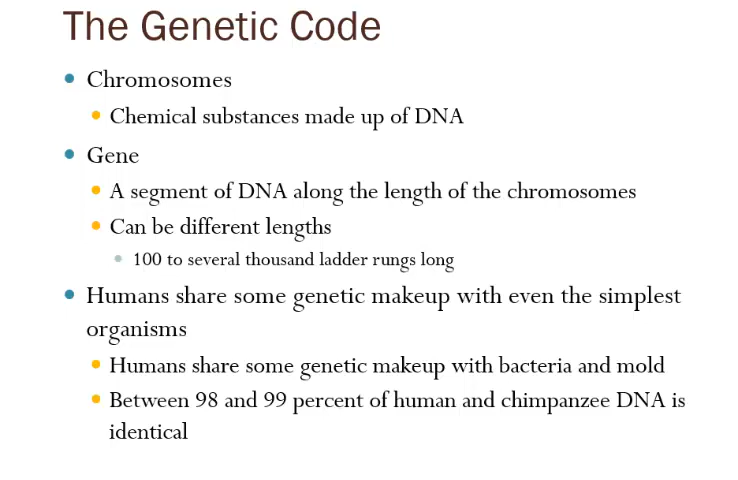 The Genetic Code
Chromosomes
Chemical substances made up of DNA
Gene
A segment of DNA along the length of the chromosomes
Can be different lengths
100 to several thousand ladder rungs long
Humans share some genetic makeup with even the simplest
organisms
Humans share some genetic makeup with bacteria and mold
Between 98 and 99 percent of human and chimpanzee DNA is
identical